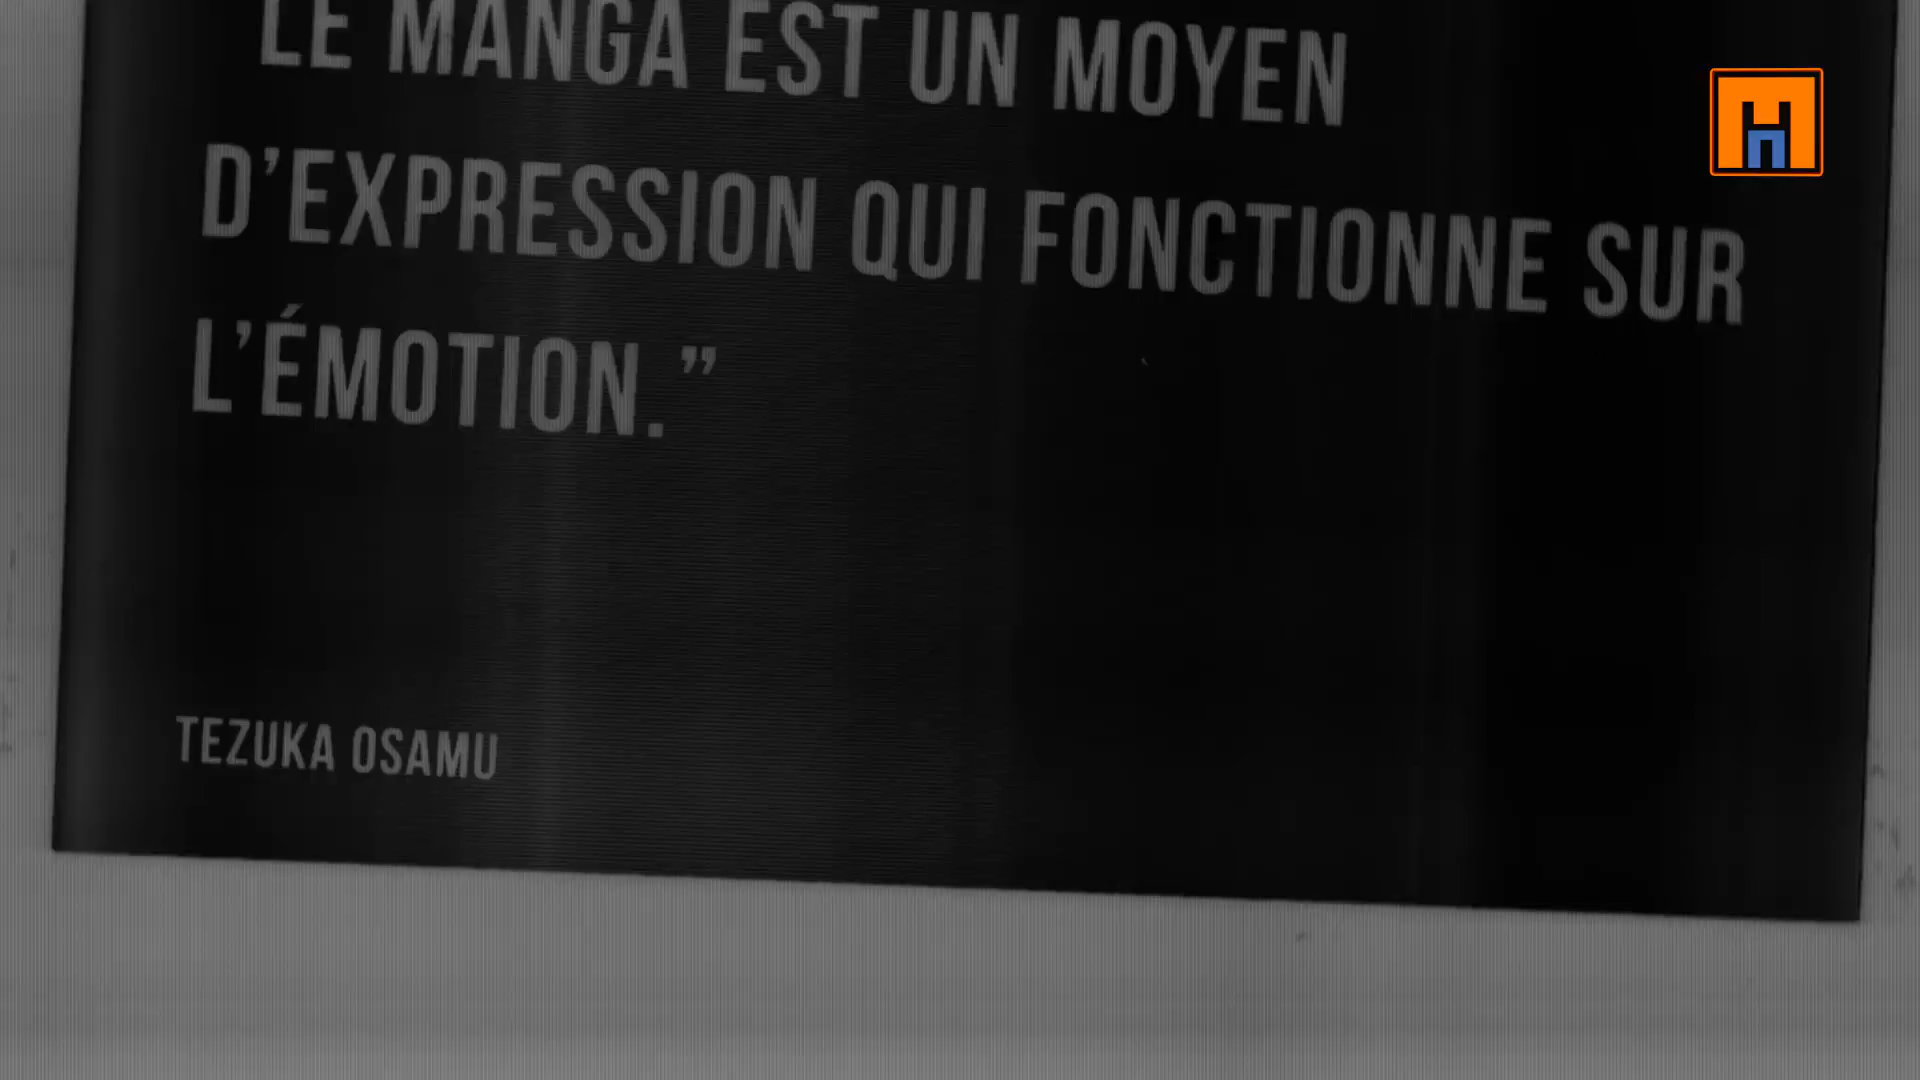 LE MANGA EST UN MOYEN
D’EXPRESSION QUI FONCTIONNE SUR
L’ÉMOTION.”
TEZUKA OSAMU